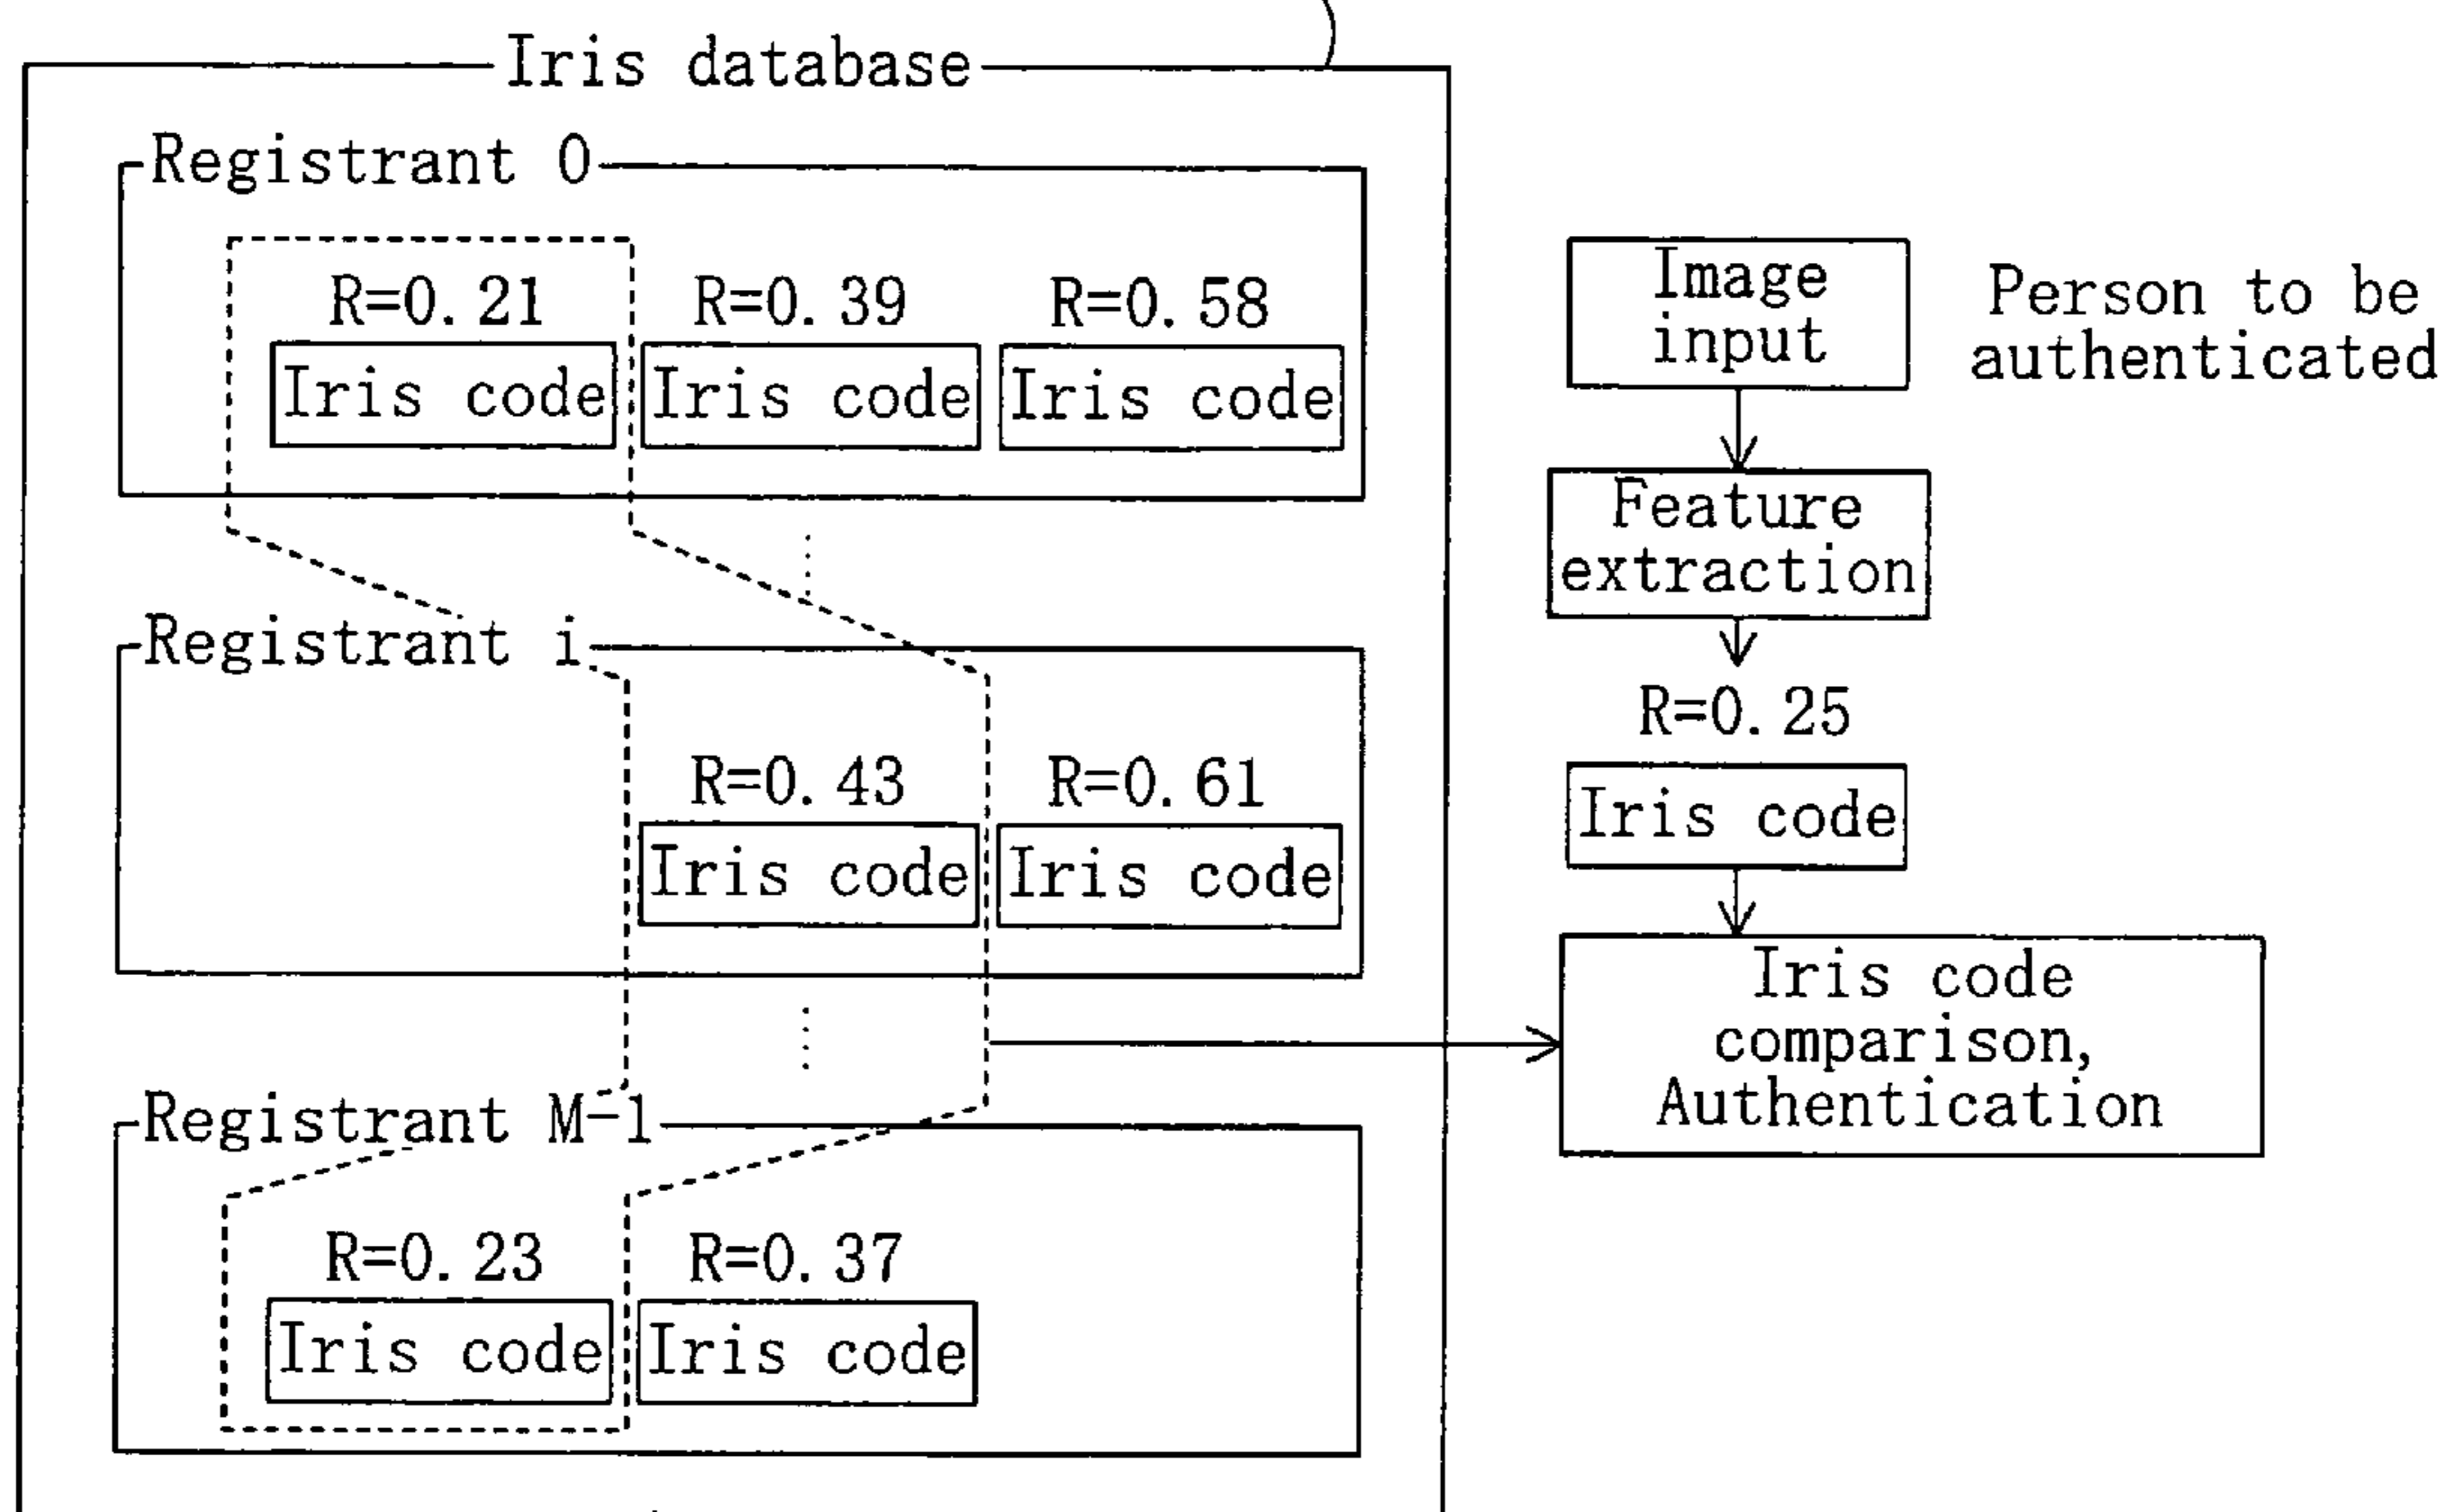 Iris database
Registrant 0
R=0.21 R=0.39 R=0.58
Iris code Iris code Iris code
Registrant i
R=0.43 R=0.61
Iris code Iris code
Registrant M-1
R=0.23 R=0.37
Iris code Iris code
Image
input
Person to be
authenticated
Feature
extraction
R=0.25
Iris code
Iris code
comparison,
Authentication